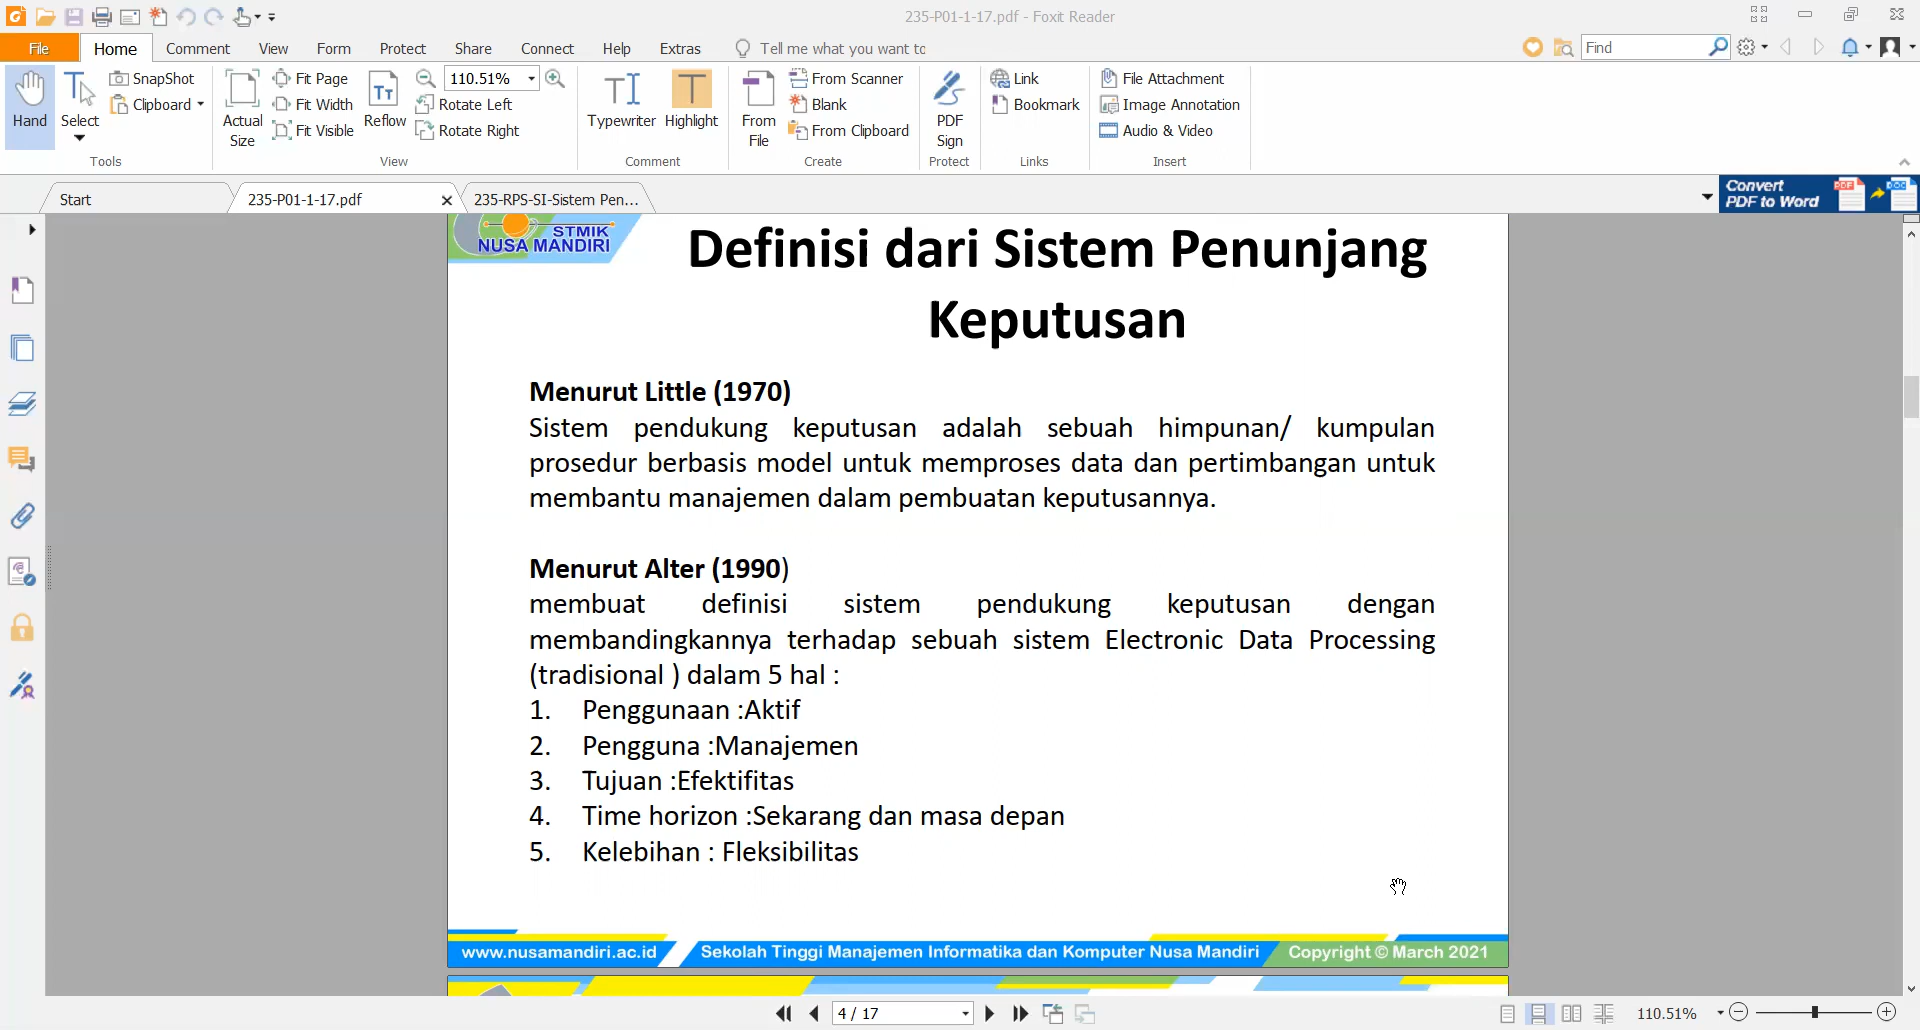 235-P01-1-17.pdf - Foxit Reader
File Home Comment View Form Protect Share Connect Help Extras Tell me what you want to Find
Hand
Select
SnapShot
Clipboard
Tools
Actual
Size
Fit Page
Fit Width
Fit Visible
Reflow
110.51%
Rotate Left
Rotate Right
View
Typewriter
Highlight
Comment
From
File
From Scanner
Blank
From Clipboard
Create
PDF
Sign
Protect
Link
Bookmark
Links
File Attachment
Image Annotation
Audio & Video
Insert
Start
235-P01-1-17.pdf
235-RPS-SI-Sistem Pen...
Convert
PDF to Word
PDF
DOC
STMIK
NUSA MANDIRI
Definisi dari Sistem Penunjang
Keputusan
Menurut Little (1970)
Sistem pendukung keputusan adalah sebuah himpunan/ kumpulan
prosedur berbasis model untuk memproses data dan pertimbangan untuk
membantu manajemen dalam pembuatan keputusannya.
Menurut Alter (1990)
membuat definisi sistem pendukung keputusan dengan
membandingkannya terhadap sebuah sistem Electronic Data Processing
(tradisional ) dalam 5 hal :
1. Penggunaan :Aktif
2. Pengguna :Manajemen
3. Tujuan :Efektifitas
4. Time horizon :Sekarang dan masa depan
5. Kelebihan : Fleksibilitas
www.nusamandiri.ac.id Sekolah Tinggi Manajemen Informatika dan Komputer Nusa Mandiri Copyright © March 2021
4 / 17
110.51%